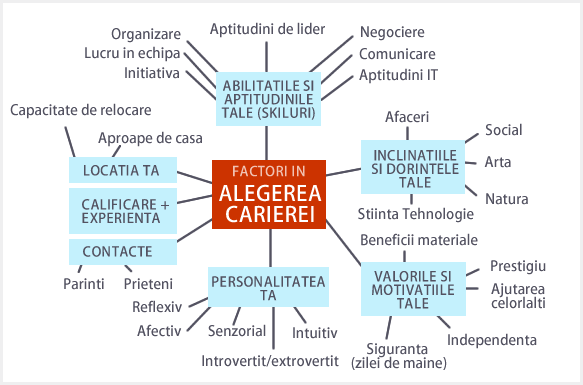 Organizare
Lucru in echipa
Initiativa
Aptitudini de lider
Negociere
Comunicare
Aptitudini IT
ABILITATILE SI
APTITUDINILE
TALE (SKILURI)
Capacitate de relocare
Aproape de casa
LOCATIA TA
CALIFICARE +
EXPERIENTA
CONTACTE
Parinti
Prieteni
FACTORI IN
ALEGEREA
CARIEREI
Afaceri
Social
Arta
Natura
INCLINATIILE
SI DORINTELE
TALE
Stiinta Tehnologie
Beneficii materiale
VALORILE SI
MOTIVATIILE
TALE
Prestigiu
Ajutarea
celorlalti
Independenta
Siguranta
(zilei de maine)
PERSONALITATEA
TA
Reflexiv
Afectiv
Senzorial
Intuitiv
Introvertit/extrovertit